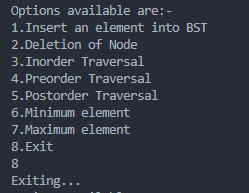 Options available are:-
1.Insert an element into BST
2.Deletion of Node
3.Inorder Traversal
4.Preorder Traversal
5.Postorder Traversal
6.Minimum element
7.Maximum element
8.Exit
8
Exiting...